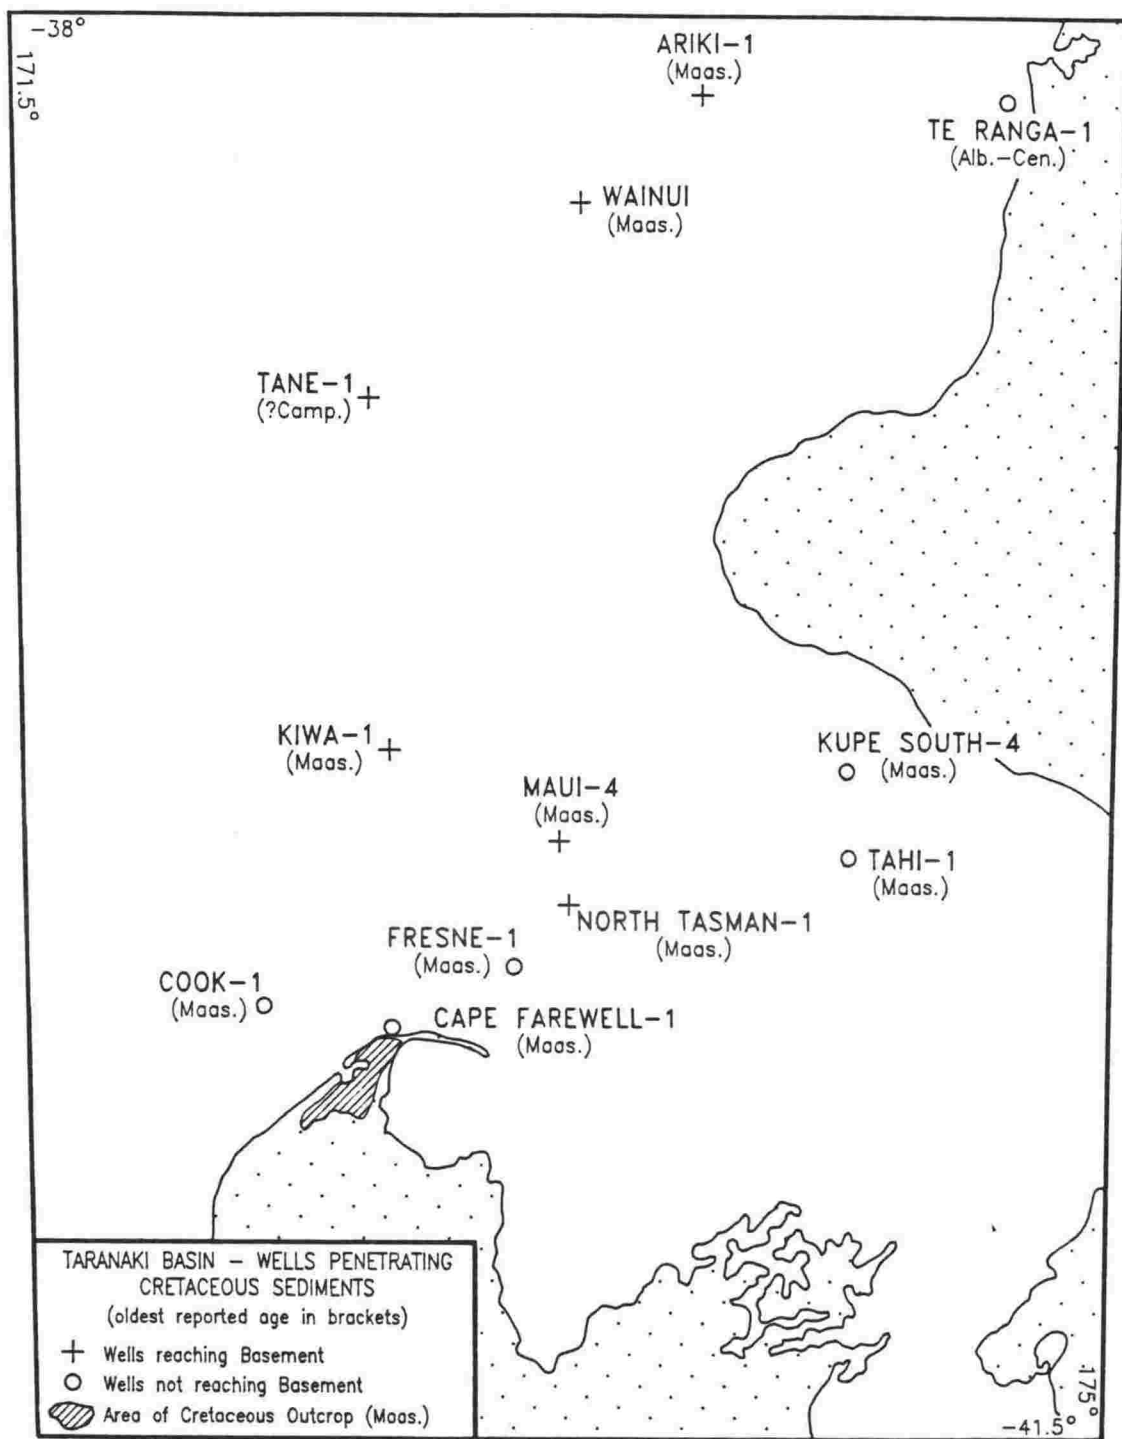 -38°
171.5°
ARIKI-1
(Maas.)
TE RANGA-1
(Alb.-Cen.)
WAINUI
(Maas.)
TANE-1
(?Camp.)
KIWA-1
(Maas.)
KUPE SOUTH-4
(Maas.)
MAUI-4
(Maas.)
TAHI-1
(Maas.)
NORTH TASMAN-1
(Maas.)
FRESNE-1
(Maas.)
COOK-1
(Maas.)
CAPE FAREWELL-1
(Maas.)
TARANAKI BASIN - WELLS PENETRATING
CRETACEOUS SEDIMENTS
(oldest reported age in brackets)
Wells reaching Basement
Wells not reaching Basement
Area of Cretaceous Outcrop (Maas.)
175°
-41.5°